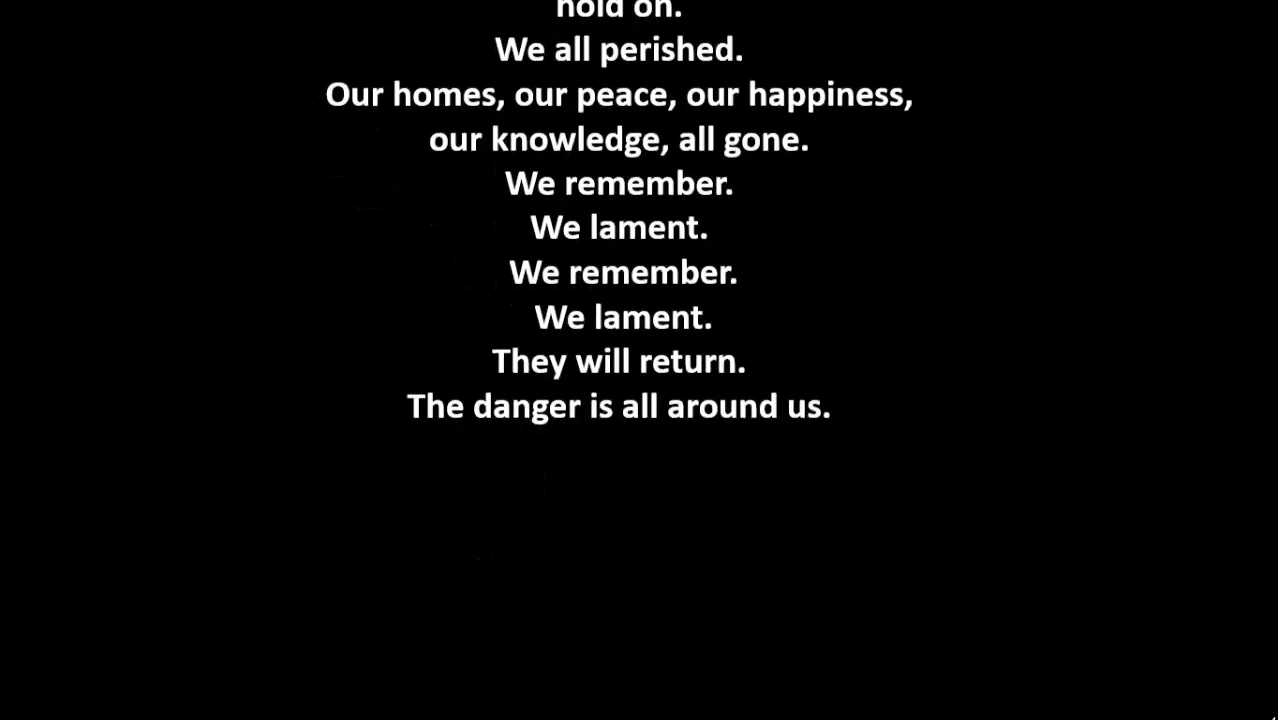 hold on.
We all perished.
Our homes, our peace, our happiness,
our knowledge, all gone.
We remember.
We lament.
We remember.
We lament.
They will return.
The danger is all around us.